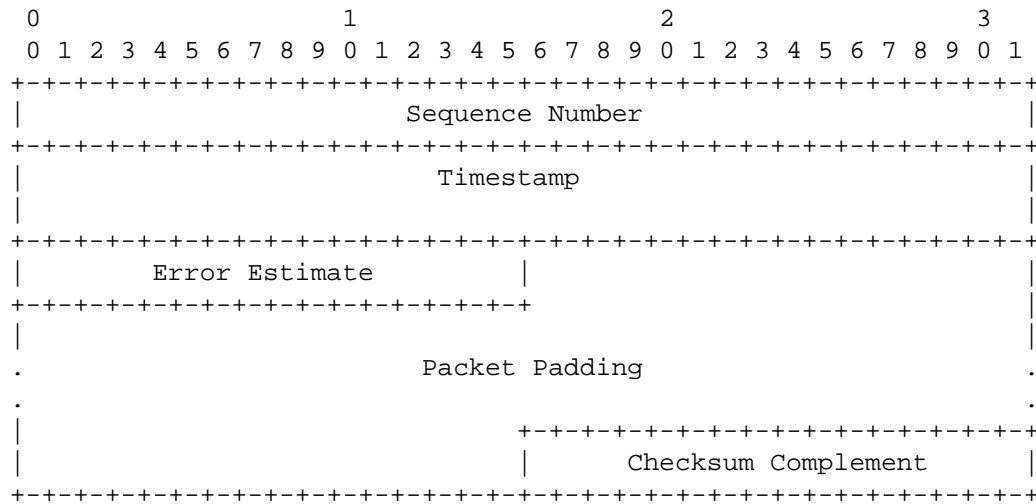 0                   1                   2                   3
 0 1 2 3 4 5 6 7 8 9 0 1 2 3 4 5 6 7 8 9 0 1 2 3 4 5 6 7 8 9 0 1
+-+-+-+-+-+-+-+-+-+-+-+-+-+-+-+-+-+-+-+-+-+-+-+-+-+-+-+-+-+-+-+-+
|                        Sequence Number                        |
+-+-+-+-+-+-+-+-+-+-+-+-+-+-+-+-+-+-+-+-+-+-+-+-+-+-+-+-+-+-+-+-+
|                          Timestamp                            |
|                                                               |
+-+-+-+-+-+-+-+-+-+-+-+-+-+-+-+-+-+-+-+-+-+-+-+-+-+-+-+-+-+-+-+-+
|        Error Estimate         |                               |
+-+-+-+-+-+-+-+-+-+-+-+-+-+-+-+-+                               |
|                                                               |
.                         Packet Padding                        .
.                                                               .
|                               +-+-+-+-+-+-+-+-+-+-+-+-+-+-+-+-+
|                               |      Checksum Complement      |
+-+-+-+-+-+-+-+-+-+-+-+-+-+-+-+-+-+-+-+-+-+-+-+-+-+-+-+-+-+-+-+-+